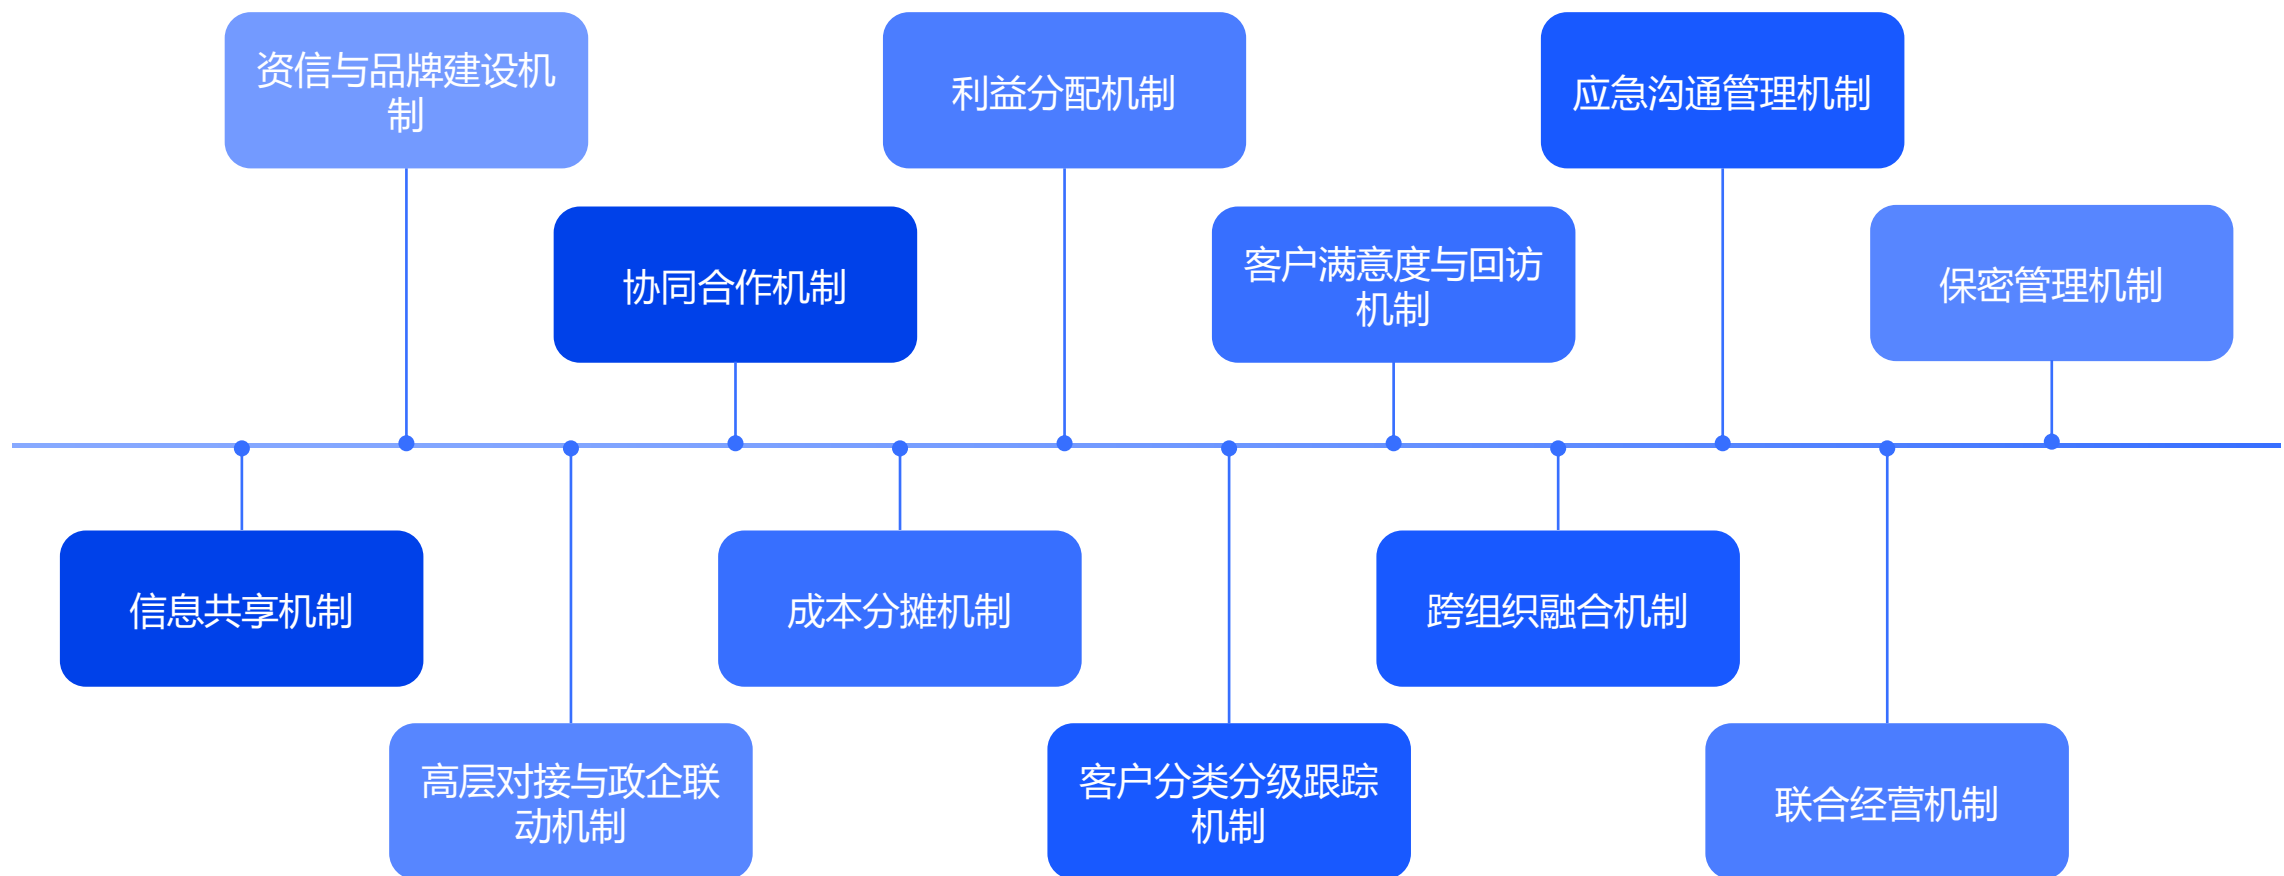 资信与品牌建设机
制
利益分配机制
应急沟通管理机制
协同合作机制
客户满意度与回访
机制
保密管理机制
信息共享机制
成本分摊机制
跨组织融合机制
高层对接与政企联
动机制
客户分类分级跟踪
机制
联合经营机制